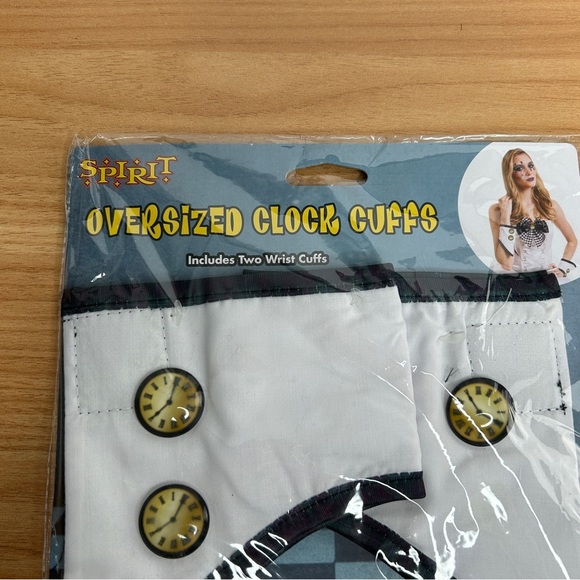 SPIRIT
OVERSIZED CLOCK CUFFS
Includes Two Wrist Cuffs